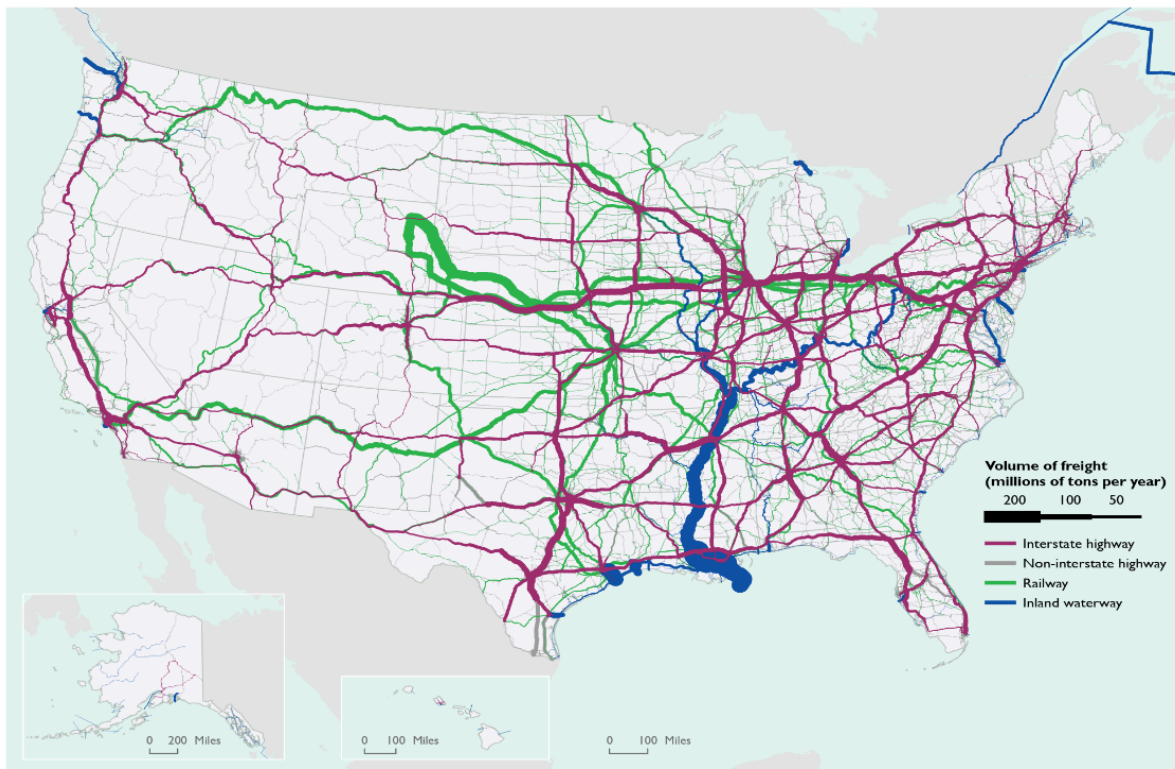 Volume of freight
(millions of tons per year)
200 100 50
Interstate highway
Non-interstate highway
Railway
Inland waterway
0 200 Miles
0 100 Miles
0 100 Miles